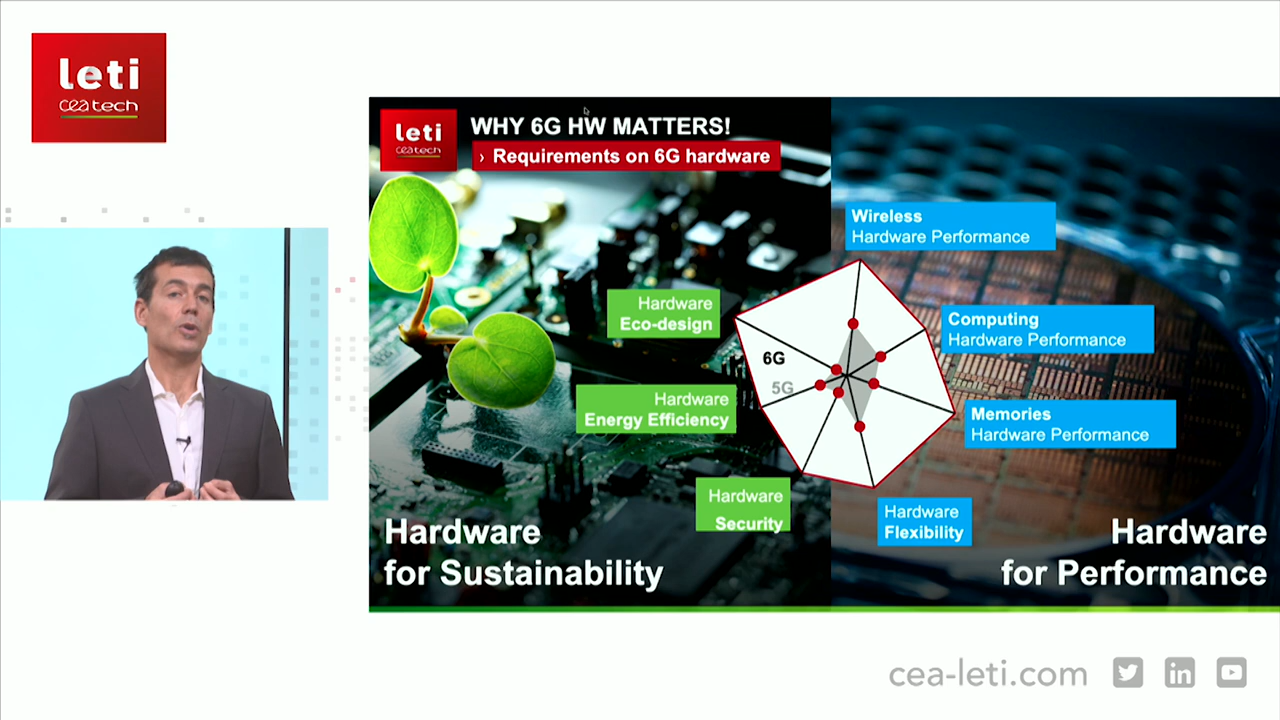 leti
ceatech
leti
ceatech
WHY 6G HW MATTERS!
› Requirements on 6G hardware
Wireless
Hardware Performance
Hardware
Eco-design
Computing
Hardware Performance
6G
5G
Hardware
Energy Efficiency
Memories
Hardware Performance
Hardware
Security
Hardware
Flexibility
Hardware
for Sustainability
Hardware
for Performance
cea-leti.com
in